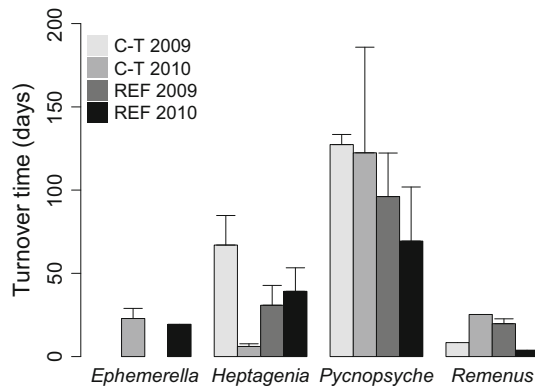 Turnover time (days)
200
150
100
50
0
C-T 2009
C-T 2010
REF 2009
REF 2010
Ephemerella Heptagenia Pycnopsyche Remenus